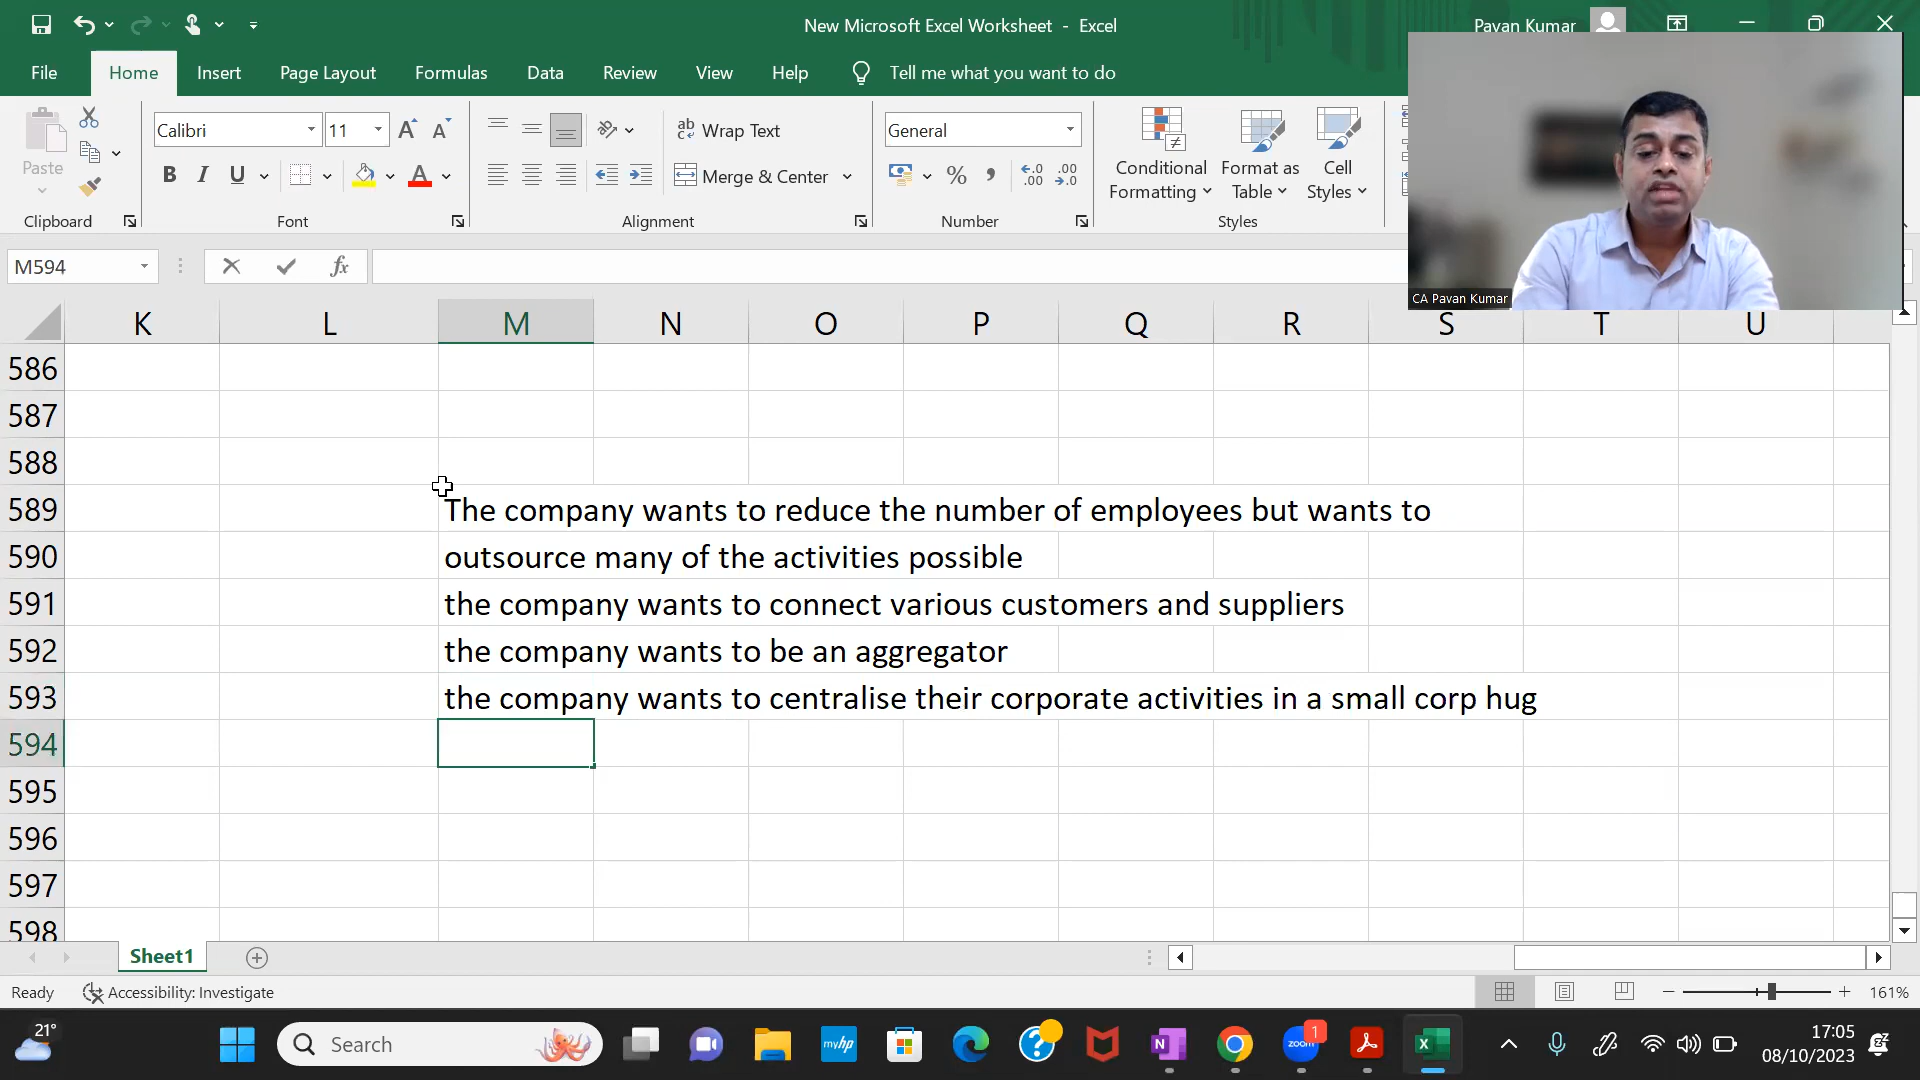 New Microsoft Excel Worksheet - Excel
Pavan Kumar
File Home Insert Page Layout Formulas Data Review View Help Tell me what you want to do
Paste
Calibri 11
B I U
Wrap Text
Merge & Center
General
% ,
Conditional Formatting
Format as Table
Cell Styles
Clipboard Font Alignment Number Styles
CA Pavan Kumar
M594 fx
K L M N O P Q R S T U
586
587
588
589 The company wants to reduce the number of employees but wants to
590 outsource many of the activities possible
591 the company wants to connect various customers and suppliers
592 the company wants to be an aggregator
593 the company wants to centralise their corporate activities in a small corp hug
594
595
596
597
598
Sheet1
Ready Accessibility: Investigate 161%
21° Search myhp zoom 1 17:05
08/10/2023